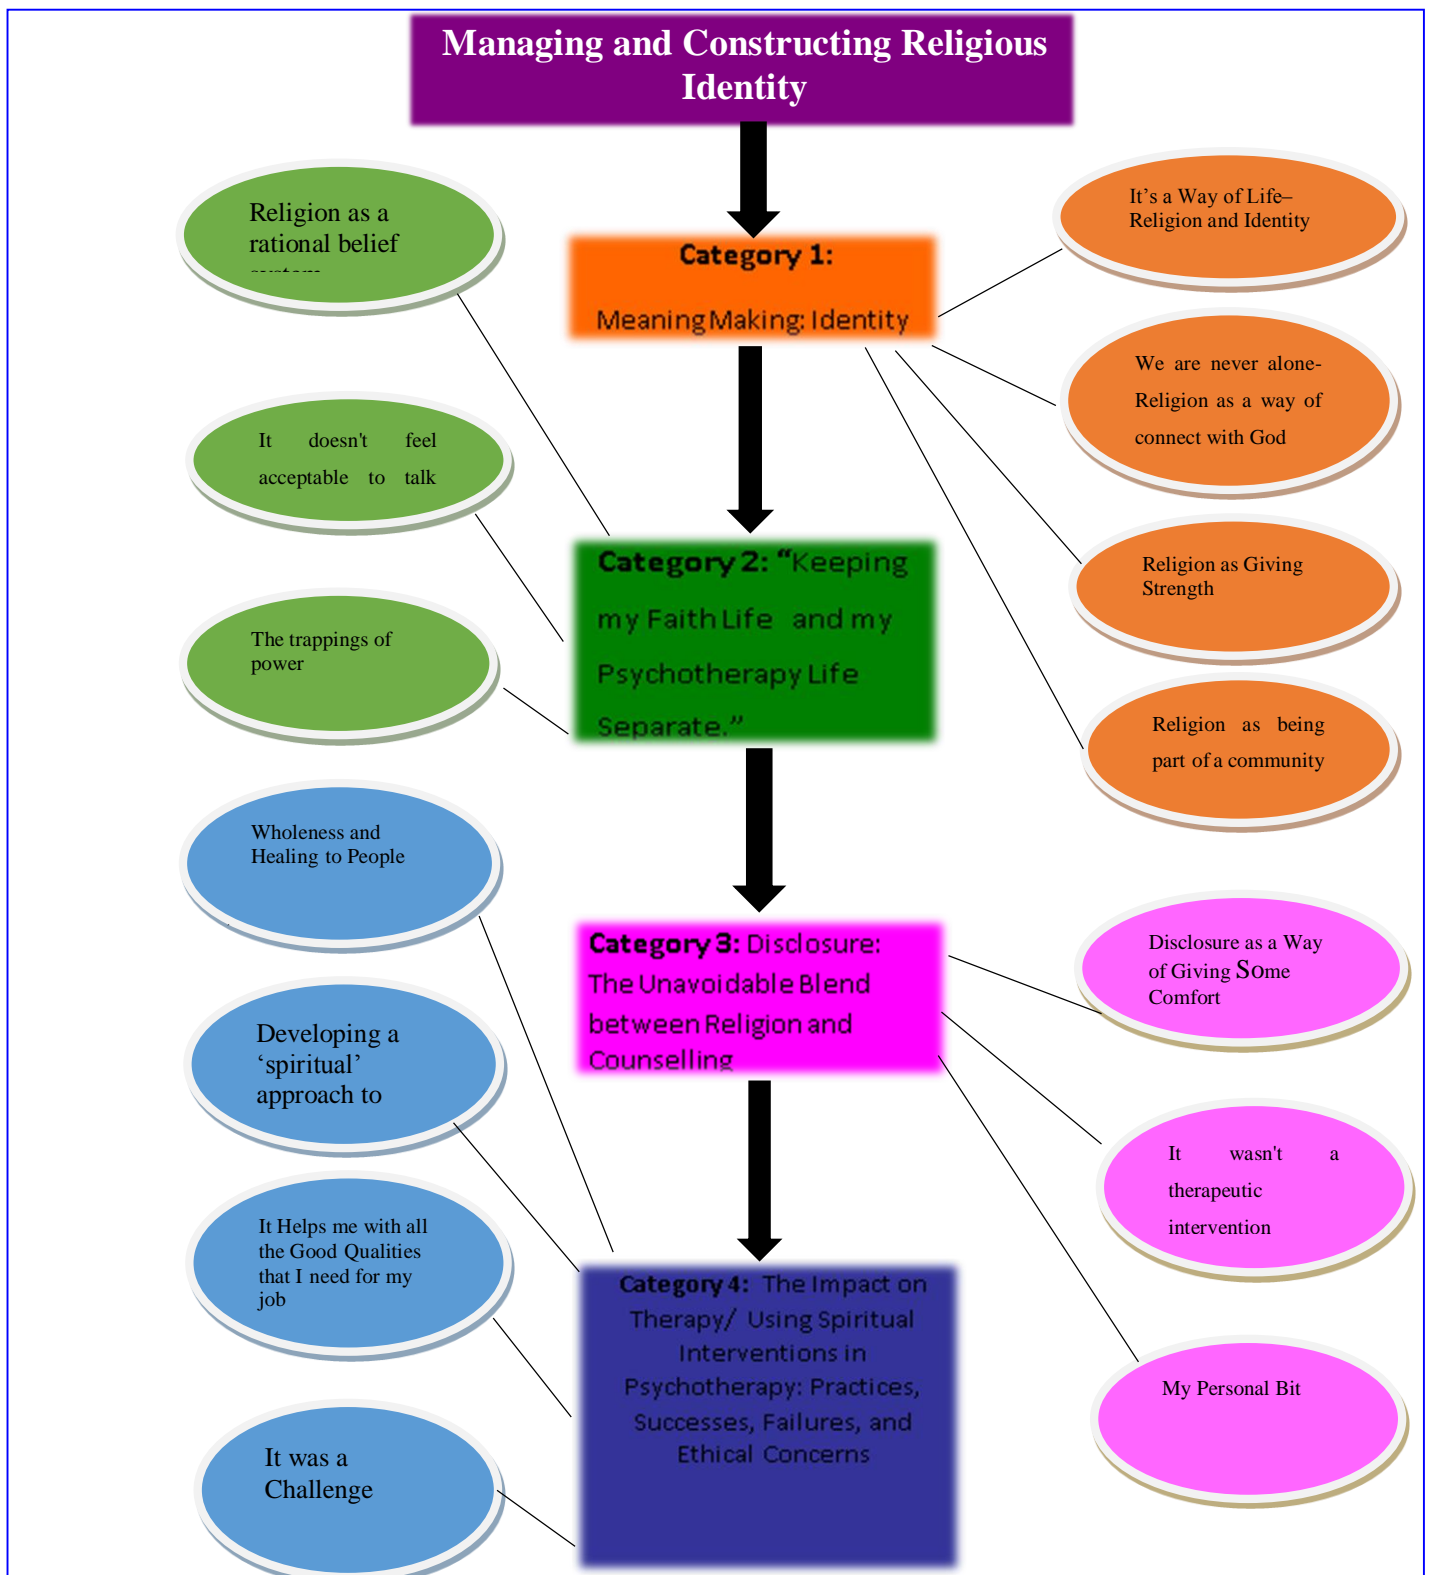 Managing and Constructing Religious
Identity
Religion as a
rational belief
system
It's a Way of Life–
Religion and Identity
Category 1:
Meaning Making: Identity
We are never alone-
Religion as a way of
connect with God
It doesn't feel
acceptable to talk
Religion as Giving
Strength
Category 2: “Keeping
my Faith Life and my
Psychotherapy Life
Separate.”
The trappings of
power
Religion as being
part of a community
Wholeness and
Healing to People
Category 3: Disclosure:
The Unavoidable Blend
between Religion and
Counselling
Disclosure as a Way
of Giving Some
Comfort
Developing a
‘spiritual’
approach to
It wasn't a
therapeutic
intervention
It Helps me with all
the Good Qualities
that I need for my
job
Category 4: The Impact on
Therapy/ Using Spiritual
Interventions in
Psychotherapy: Practices,
Successes, Failures, and
Ethical Concerns
My Personal Bit
It was a
Challenge